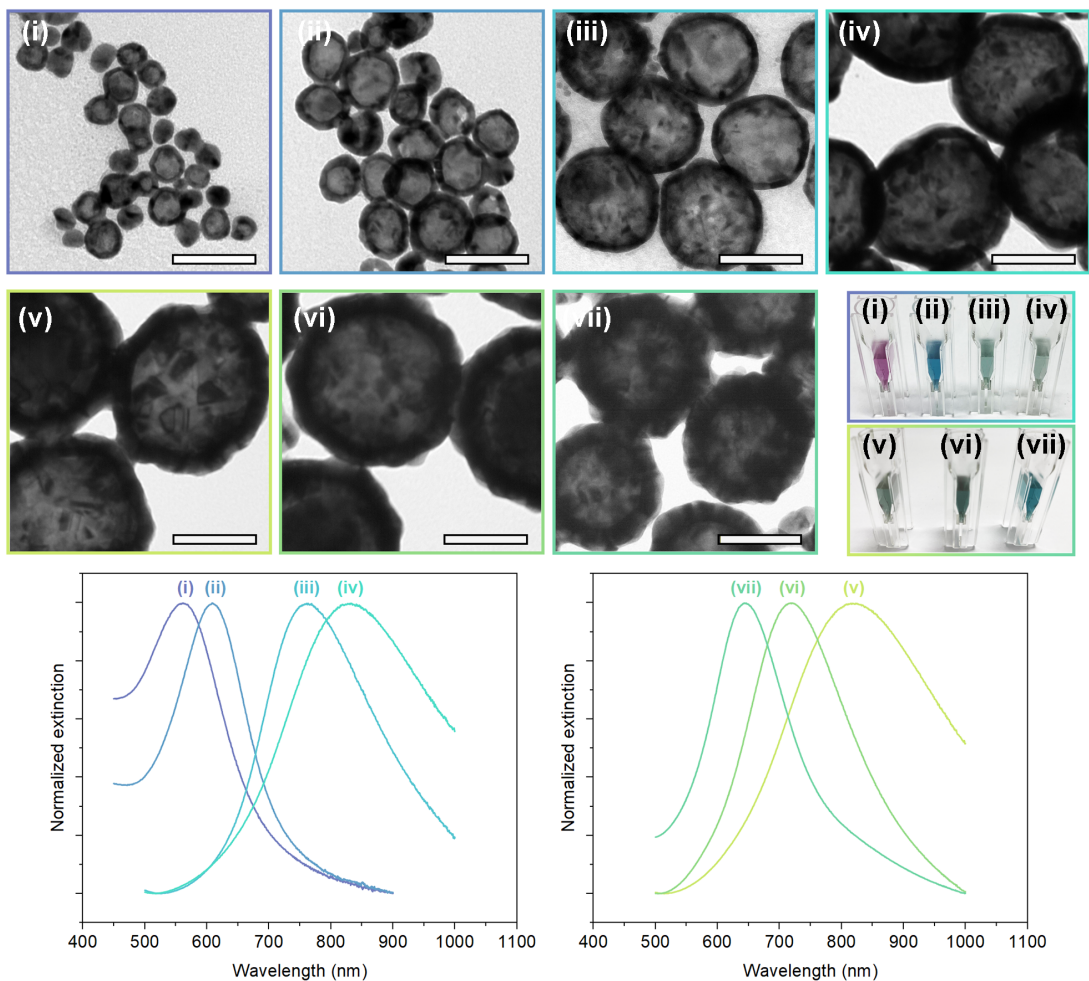 (i) (ii) (iii) (iv)
(v) (vi) (vii)
(i) (ii) (iii) (iv)
(v) (vi) (vii)
(i) (ii) (iii) (iv)
Normalized extinction
400 500 600 700 800 900 1000 1100
Wavelength (nm)
(vii) (vi) (v)
Normalized extinction
400 500 600 700 800 900 1000 1100
Wavelength (nm)